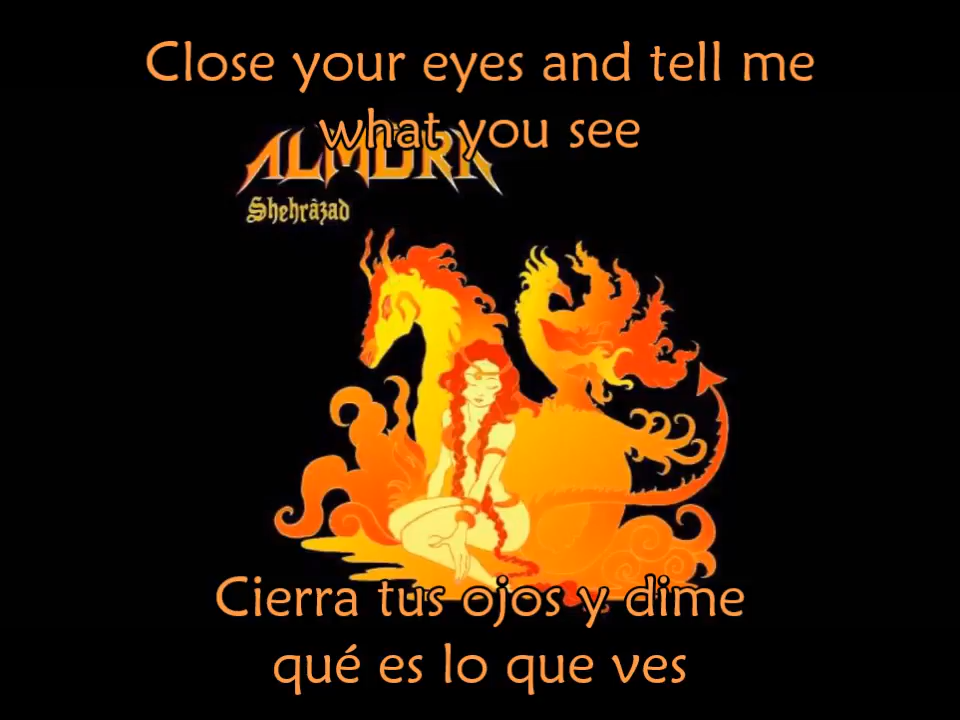 Close your eyes and tell me
what you see
ALMORA
Shehrâzad
Cierra tus ojos y dime
qué es lo que ves